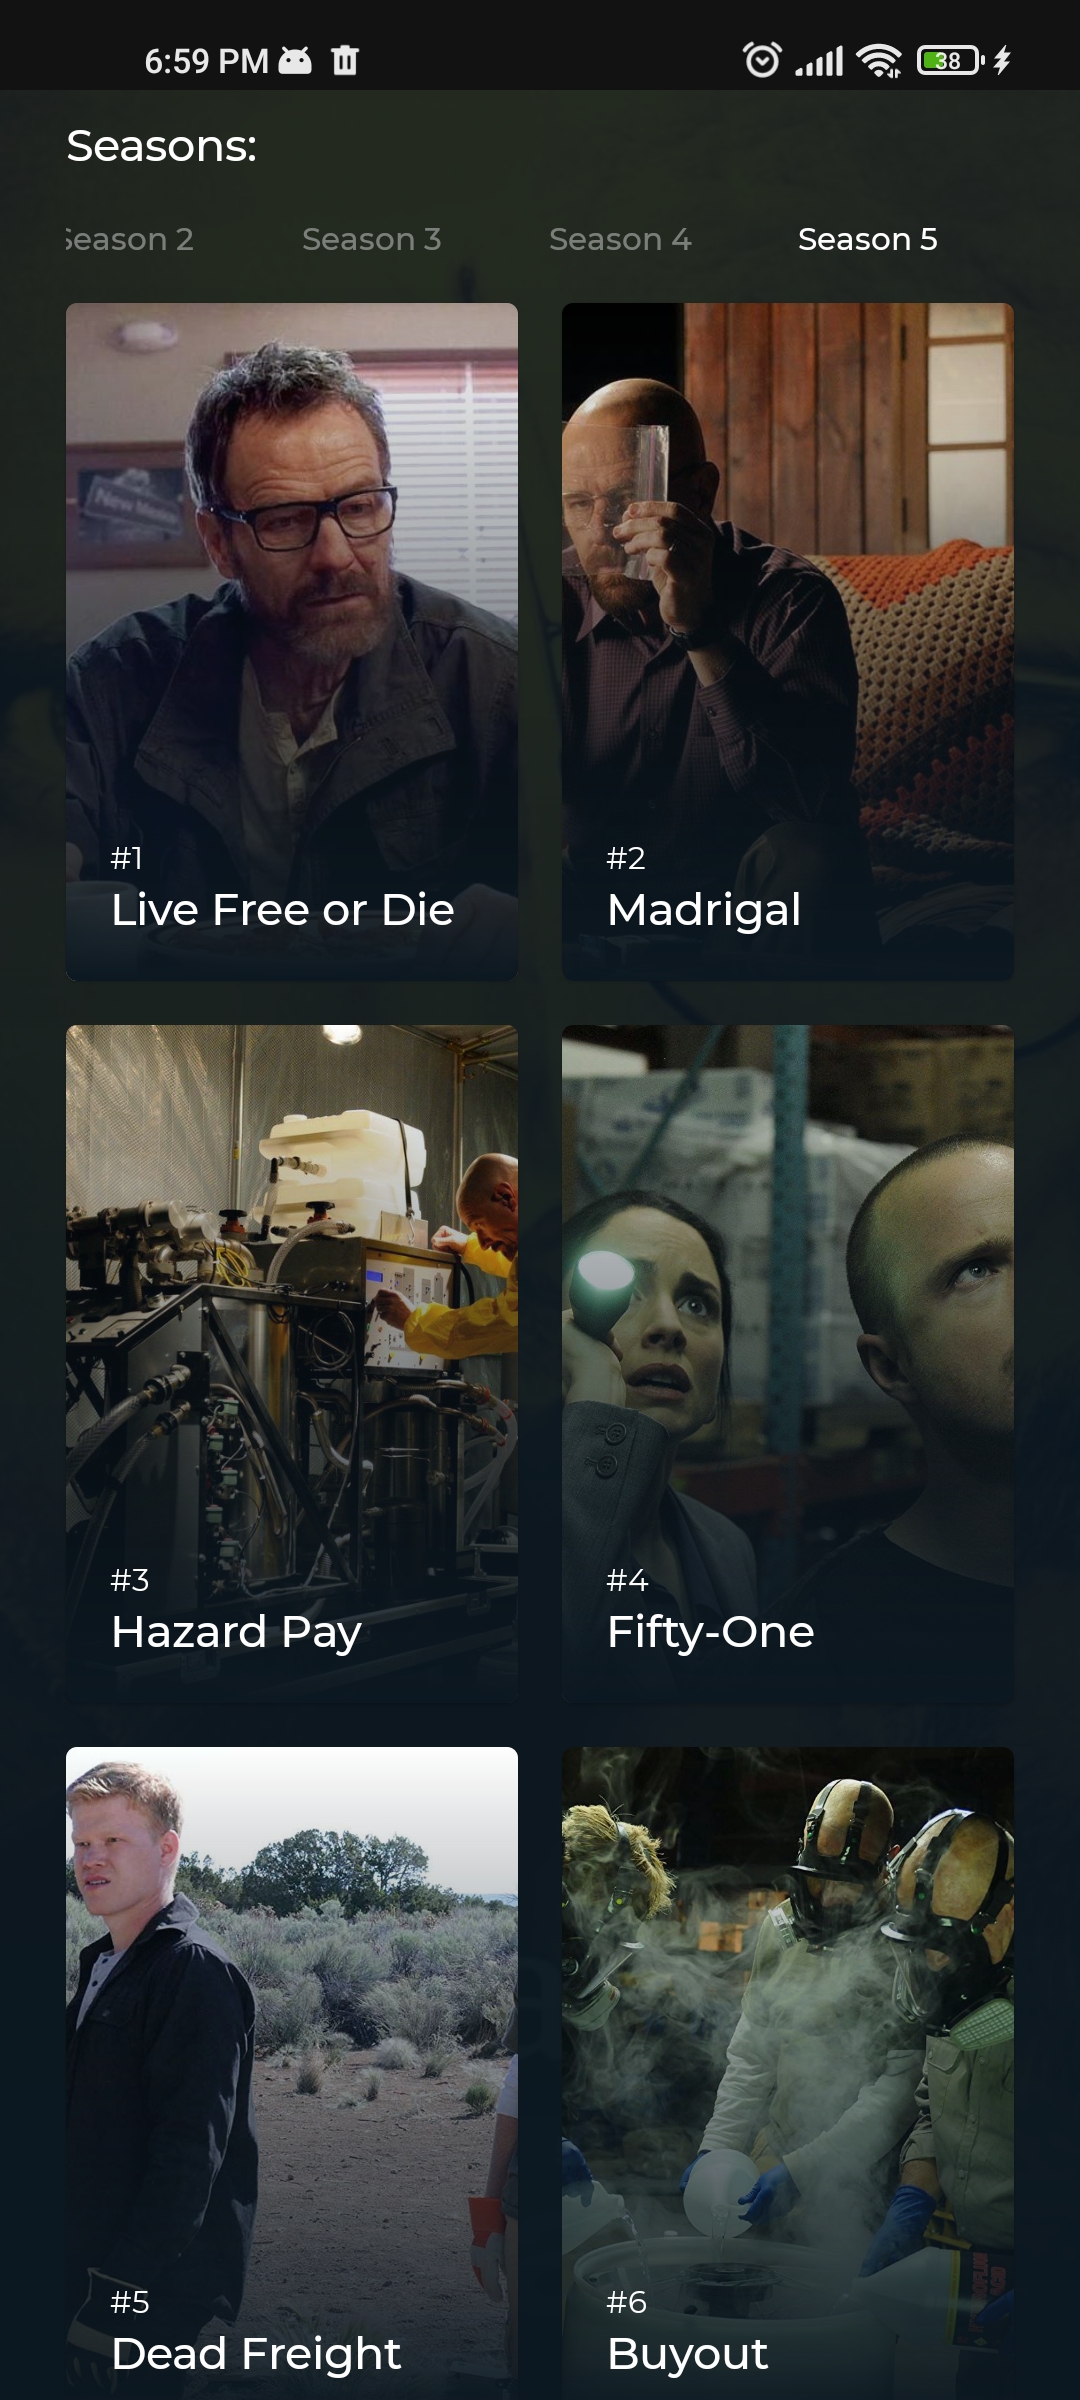 6:59 PM
38
Seasons:
Season 2
Season 3
Season 4
Season 5
#1
Live Free or Die
#2
Madrigal
#3
Hazard Pay
#4
Fifty-One
#5
Dead Freight
#6
Buyout